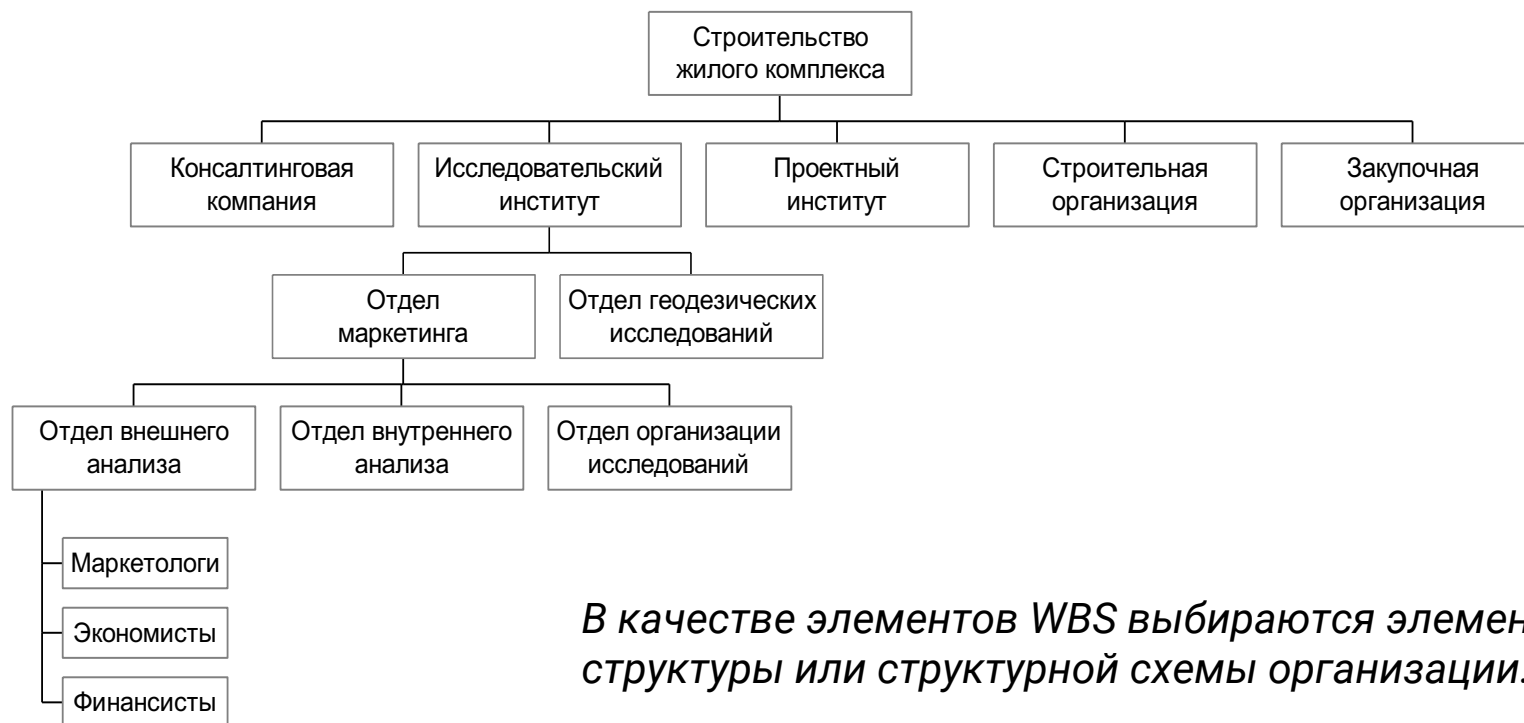 Строительство
жилого комплекса
Консалтинговая
компания
Исследовательский
институт
Проектный
институт
Строительная
организация
Закупочная
организация
Отдел
маркетинга
Отдел геодезических
исследований
Отдел внешнего
анализа
Отдел внутреннего
анализа
Отдел организации
исследований
Маркетологи
Экономисты
Финансисты
В качестве элементов WBS выбираются
структуры или структурной схемы организации.